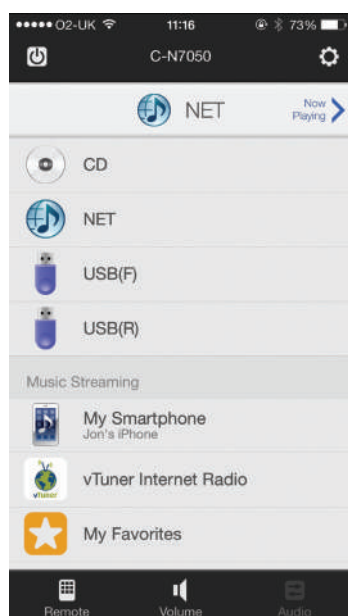 O2-UK 11:16 73%
C-N7050
NET
Now
Playing
CD
NET
USB(F)
USB(R)
Music Streaming
My Smartphone
Jon's iPhone
vTuner Internet Radio
vTuner
My Favorites
Remote Volume Audio